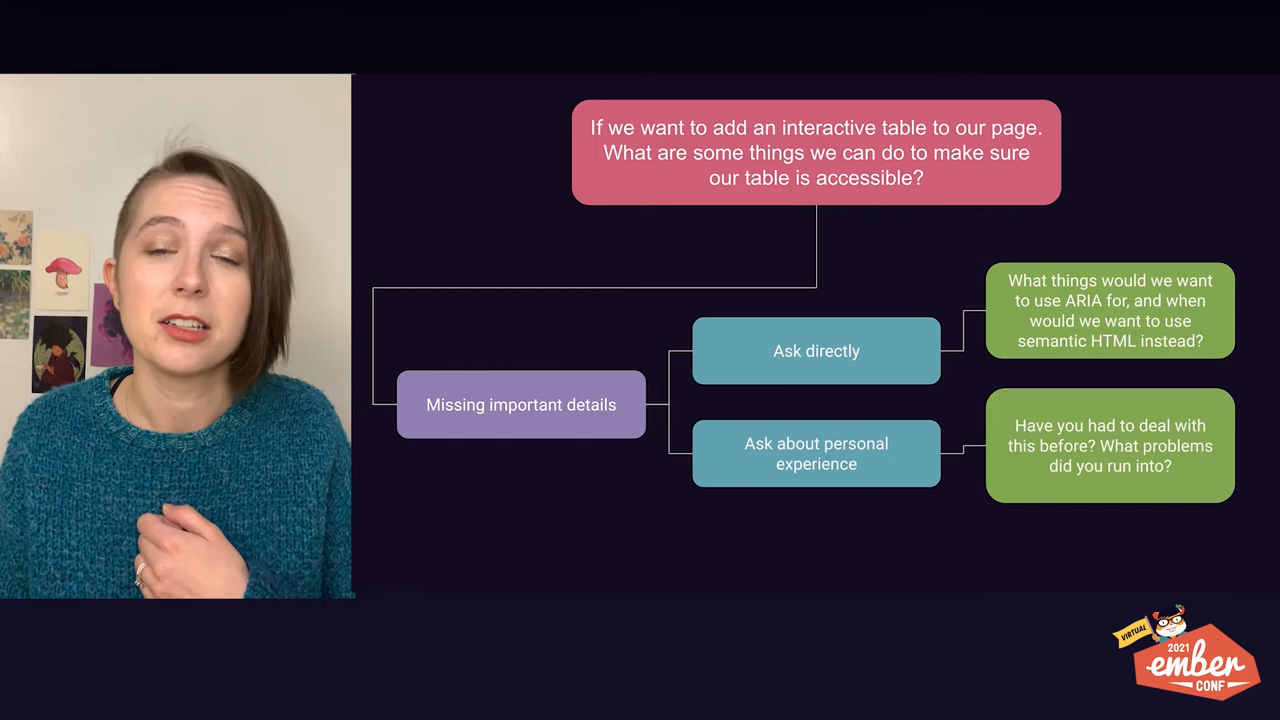 If we want to add an interactive table to our page.
What are some things we can do to make sure
our table is accessible?
Missing important details
Ask directly
What things would we want
to use ARIA for, and when
would we want to use
semantic HTML instead?
Ask about personal
experience
Have you had to deal with
this before? What problems
did you run into?
VIRTUAL
2021
ember
CONF